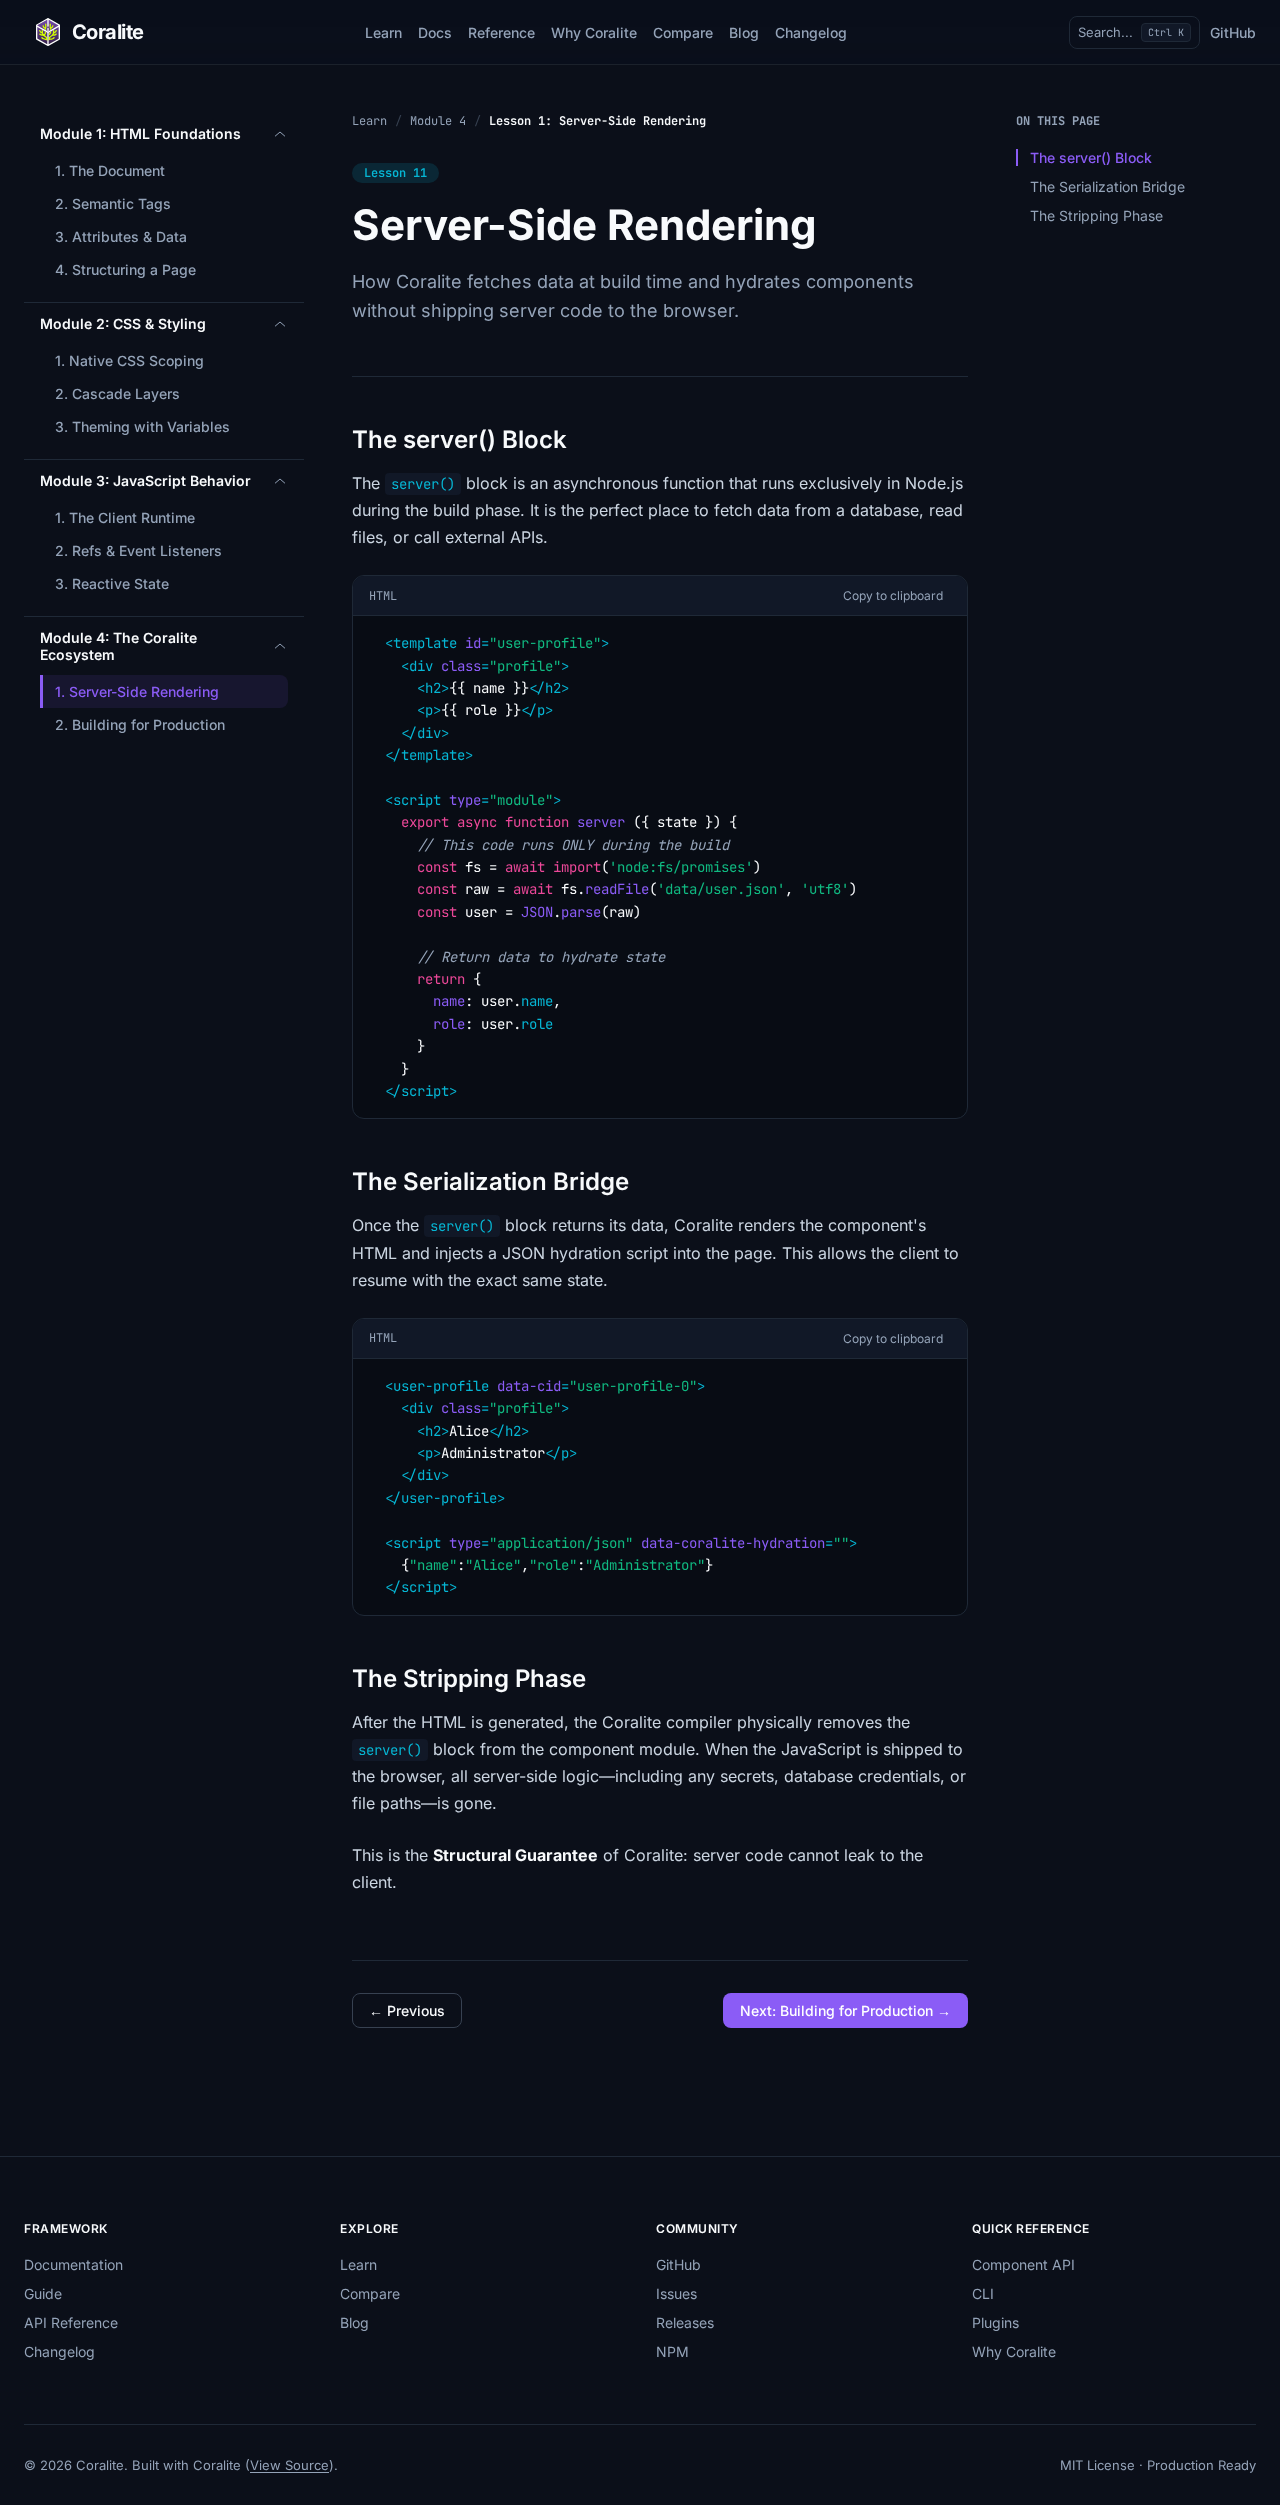 Coralite
Learn Docs Reference Why Coralite Compare Blog Changelog
Search... Ctrl K GitHub
Module 1: HTML Foundations
1. The Document
2. Semantic Tags
3. Attributes & Data
4. Structuring a Page
Module 2: CSS & Styling
1. Native CSS Scoping
2. Cascade Layers
3. Theming with Variables
Module 3: JavaScript Behavior
1. The Client Runtime
2. Refs & Event Listeners
3. Reactive State
Module 4: The Coralite
Ecosystem
1. Server-Side Rendering
2. Building for Production
Learn / Module 4 / Lesson 1: Server-Side Rendering
Lesson 11
Server-Side Rendering
How Coralite fetches data at build time and hydrates components
without shipping server code to the browser.
The server() Block
The server() block is an asynchronous function that runs exclusively in Node.js
during the build phase. It is the perfect place to fetch data from a database, read
files, or call external APIs.
HTML Copy to clipboard
<template id="user-profile">
  <div class="profile">
    <h2>{{ name }}</h2>
    <p>{{ role }}</p>
  </div>
</template>
<script type="module">
  export async function server ({ state }) {
    // This code runs ONLY during the build
    const fs = await import('node:fs/promises')
    const raw = await fs.readFile('data/user.json', 'utf8')
    const user = JSON.parse(raw)
    // Return data to hydrate state
    return {
      name: user.name,
      role: user.role
    }
  }
</script>
The Serialization Bridge
Once the server() block returns its data, Coralite renders the component's
HTML and injects a JSON hydration script into the page. This allows the client to
resume with the exact same state.
HTML Copy to clipboard
<user-profile data-cid="user-profile-0">
  <div class="profile">
    <h2>Alice</h2>
    <p>Administrator</p>
  </div>
</user-profile>
<script type="application/json" data-coralite-hydration="">
  {"name":"Alice","role":"Administrator"}
</script>
The Stripping Phase
After the HTML is generated, the Coralite compiler physically removes the
server() block from the component module. When the JavaScript is shipped to
the browser, all server-side logic—including any secrets, database credentials, or
file paths—is gone.
This is the Structural Guarantee of Coralite: server code cannot leak to the
client.
← Previous
Next: Building for Production →
ON THIS PAGE
The server() Block
The Serialization Bridge
The Stripping Phase
FRAMEWORK
Documentation
Guide
API Reference
Changelog
EXPLORE
Learn
Compare
Blog
COMMUNITY
GitHub
Issues
Releases
NPM
QUICK REFERENCE
Component API
CLI
Plugins
Why Coralite
© 2026 Coralite. Built with Coralite (View Source).
MIT License · Production Ready